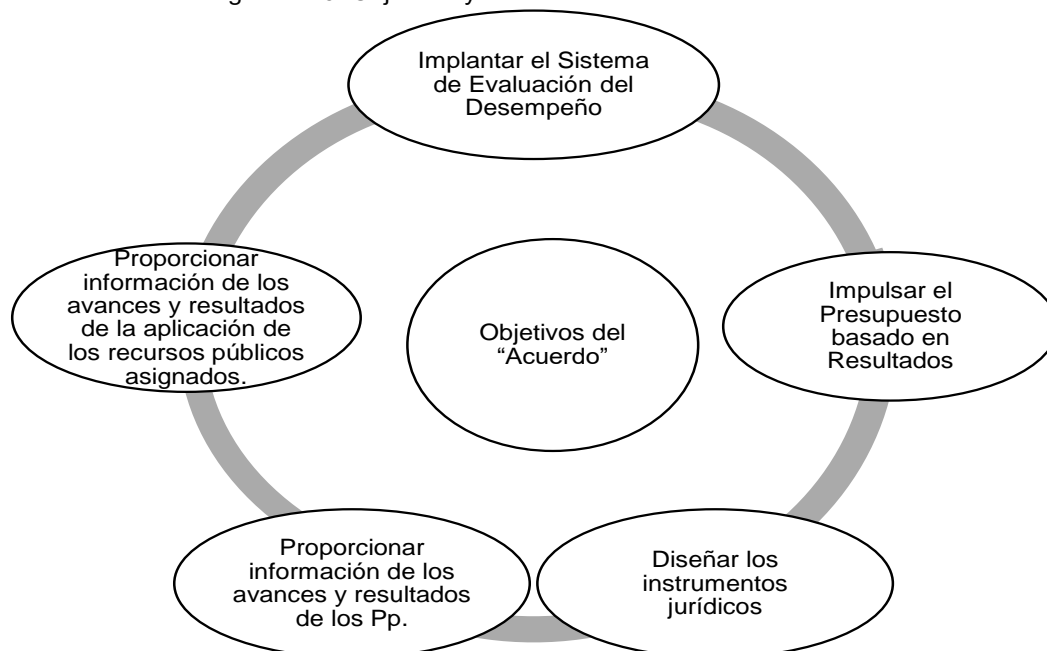 Implantar el Sistema
de Evaluación del
Desempeño
Impulsar el
Presupuesto
basado en
Resultados
Diseñar los
instrumentos
jurídicos
Proporcionar
información de los
avances y resultados
de los Pp.
Proporcionar
información de los
avances y resultados
de la aplicación de
los recursos públicos
asignados.
Objetivos del
“Acuerdo”